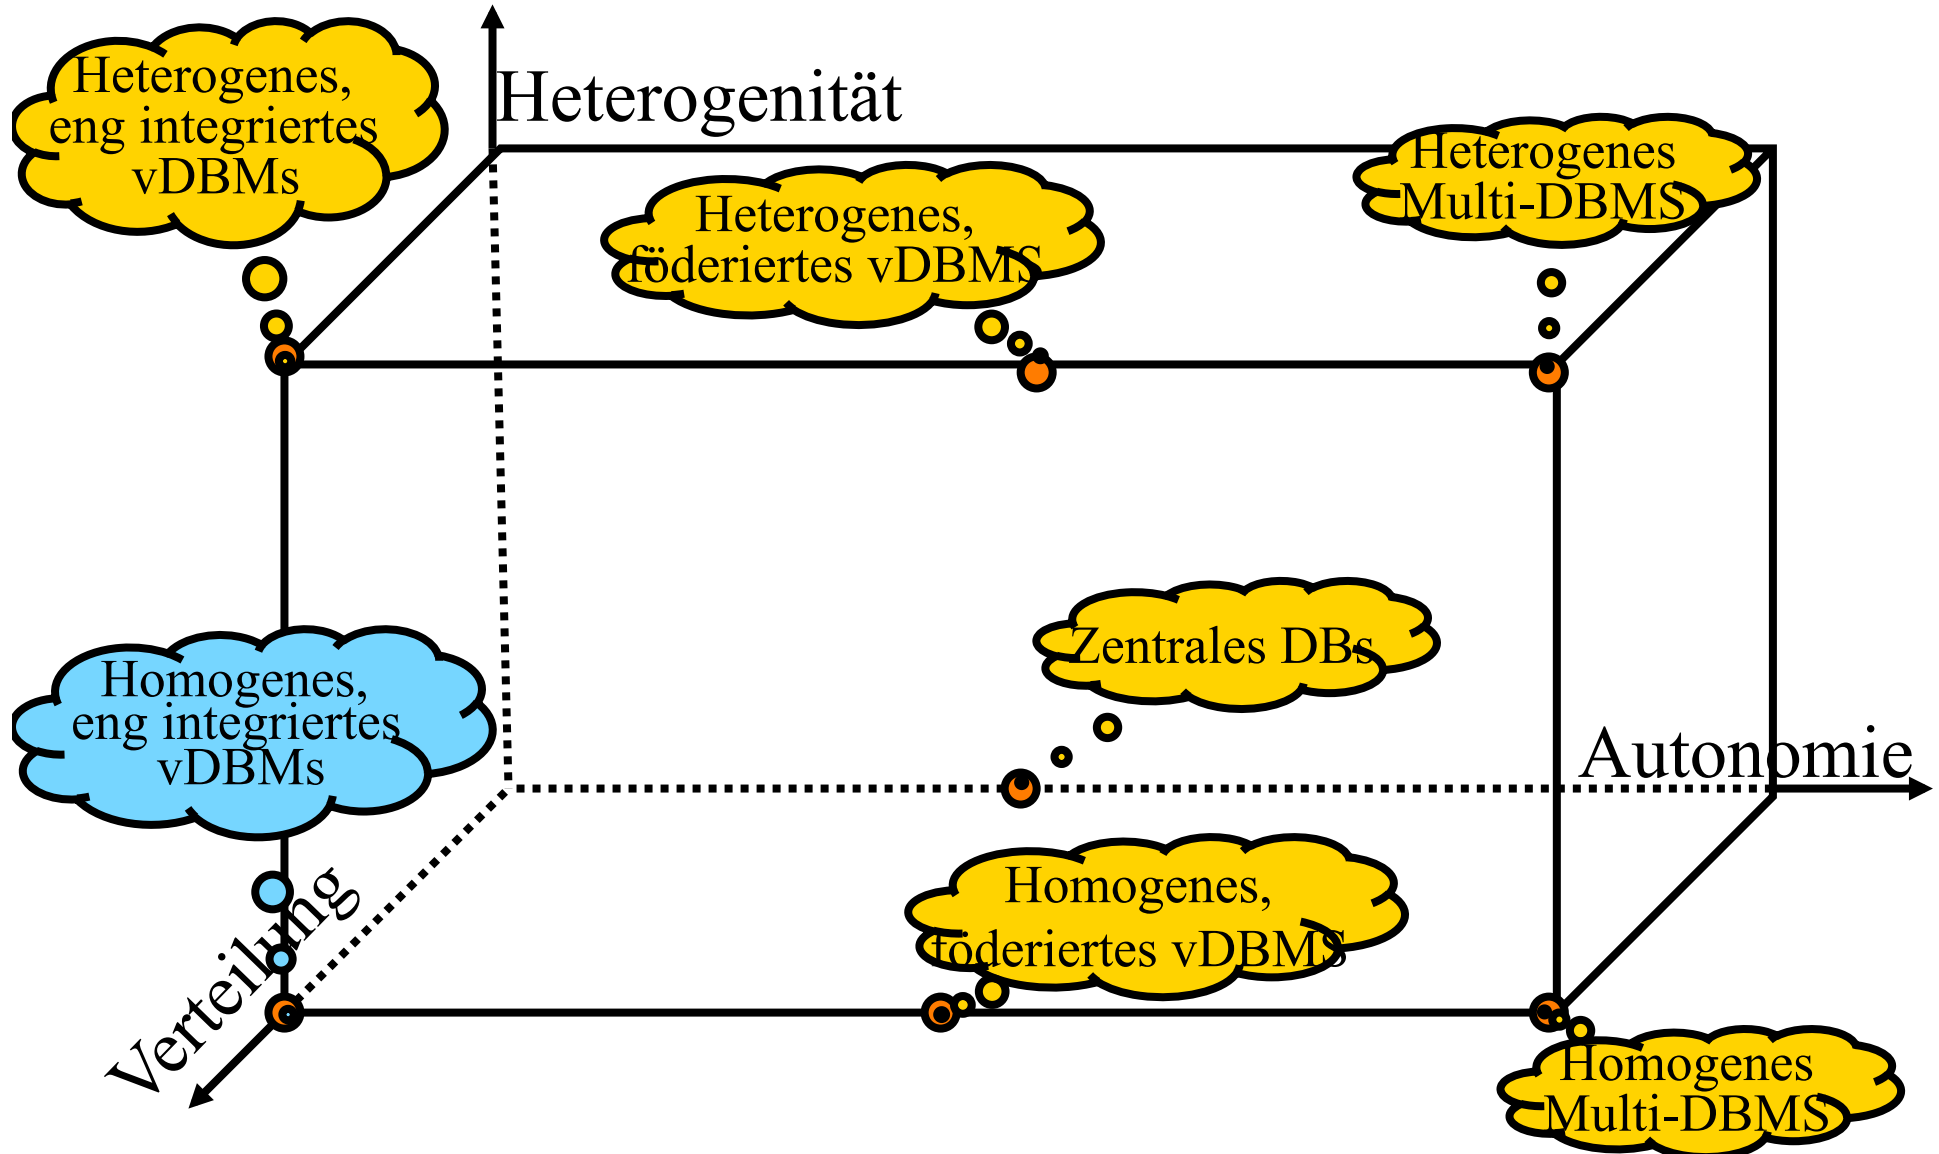 Heterogenes,
eng integriertes
vDBMs
Heterogenität
Heterogenes
Multi-DBMS
Heterogenes,
föderiertes vDBMS
Zentrales DBs
Homogenes,
eng integriertes
vDBMs
Autonomie
Homogenes,
föderiertes vDBMS
Verteilung
Homogenes
Multi-DBMS